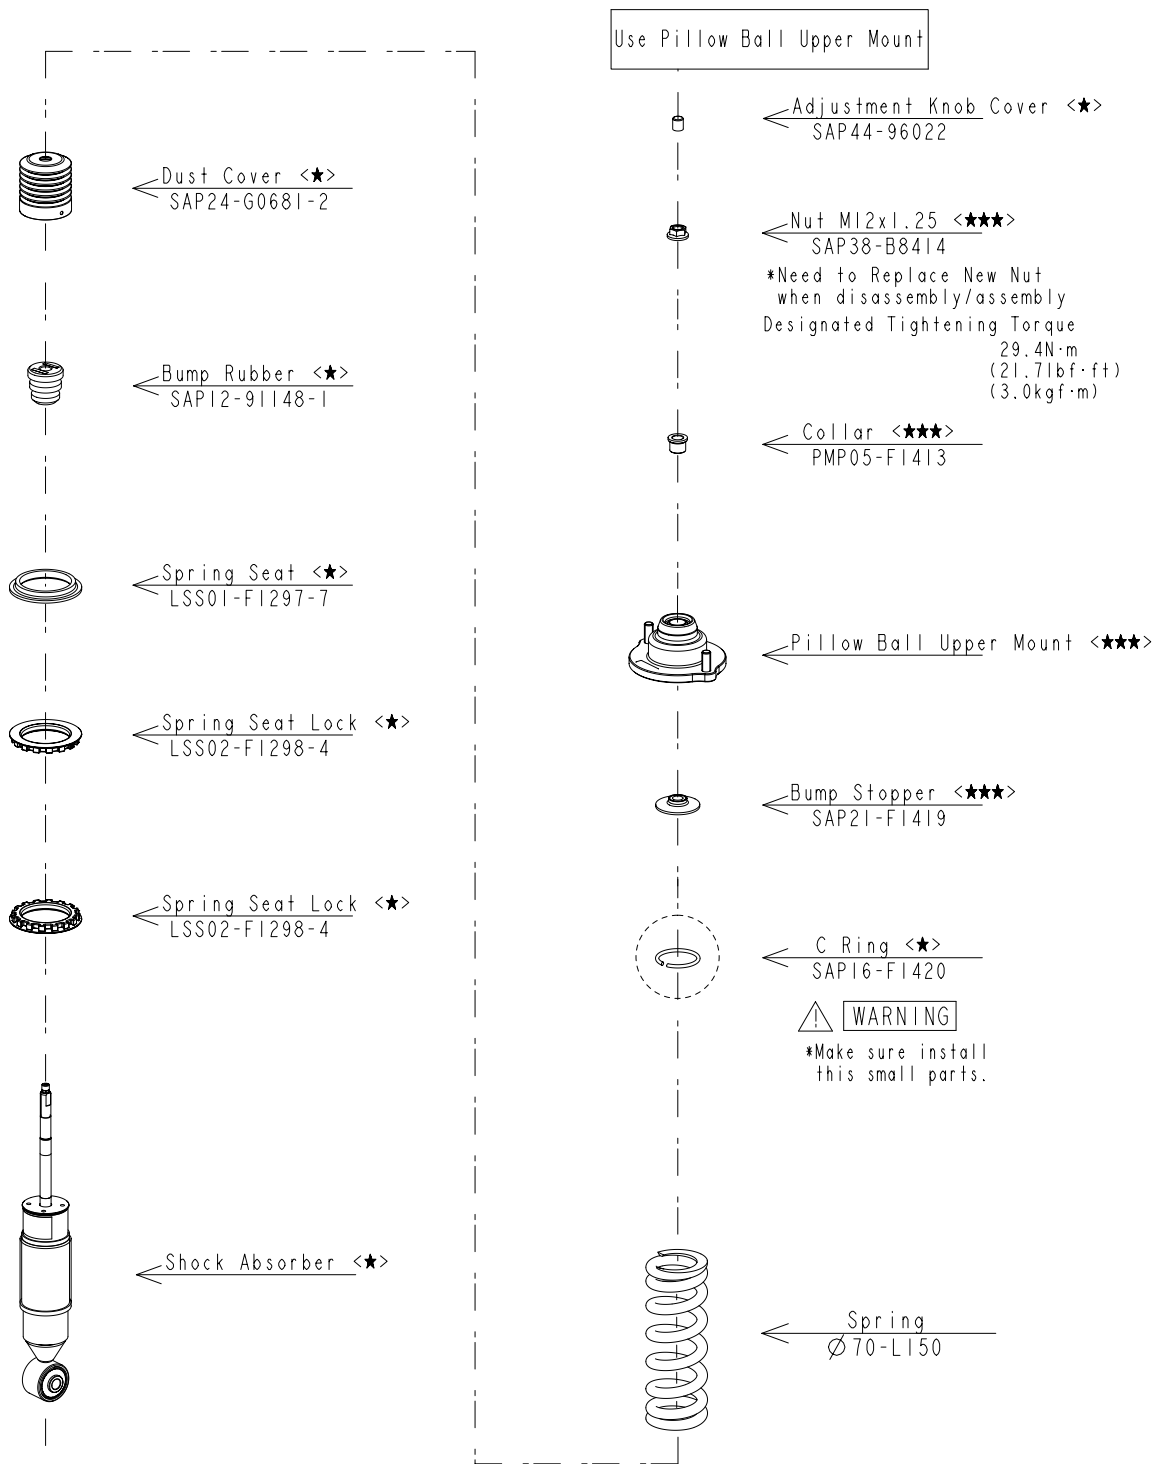 Use Pillow Ball Upper Mount
Dust Cover <★>
SAP24-G0681-2
Bump Rubber <★>
SAP12-91148-1
Spring Seat <★>
LSS01-F1297-7
Spring Seat Lock <★>
LSS02-F1298-4
Spring Seat Lock <★>
LSS02-F1298-4
Shock Absorber <★>
Adjustment Knob Cover <★>
SAP44-96022
Nut M12x1.25 <★★★>
SAP38-B8414
*Need to Replace New Nut
when disassembly/assembly
Designated Tightening Torque
29.4N·m
(21.7lbf·ft)
(3.0kgf·m)
Collar <★★★>
PMP05-F1413
Pillow Ball Upper Mount <★★★>
Bump Stopper <★★★>
SAP21-F1419
C Ring <★>
SAP16-F1420
WARNING
*Make sure install
this small parts.
Spring
Ø70-L150